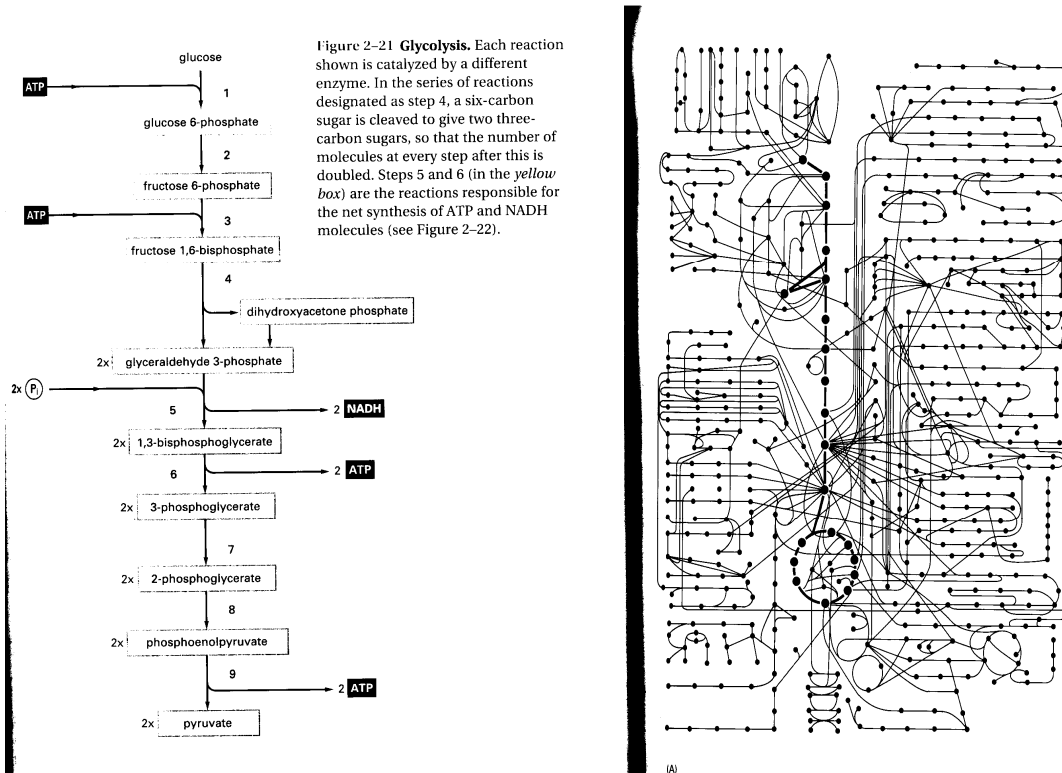 Figure 2–21 Glycolysis. Each reaction
shown is catalyzed by a different
enzyme. In the series of reactions
designated as step 4, a six-carbon
sugar is cleaved to give two three-
carbon sugars, so that the number of
molecules at every step after this is
doubled. Steps 5 and 6 (in the yellow
box) are the reactions responsible for
the net synthesis of ATP and NADH
molecules (see Figure 2–22).
glucose
ATP
1
glucose 6-phosphate
2
fructose 6-phosphate
ATP
3
fructose 1,6-bisphosphate
4
dihydroxyacetone phosphate
2x glyceraldehyde 3-phosphate
2x Pi
5
2 NADH
2x 1,3-bisphosphoglycerate
6
2 ATP
2x 3-phosphoglycerate
7
2x 2-phosphoglycerate
8
2x phosphoenolpyruvate
9
2 ATP
2x pyruvate
(A)